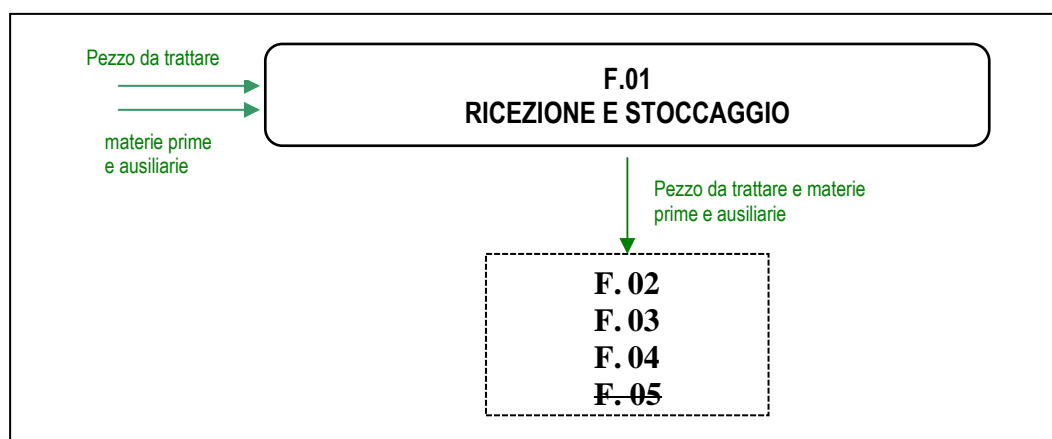 Pezzo da trattare
F.01
RICEZIONE E STOCCAGGIO
materie prime
e ausiliarie
Pezzo da trattare e materie
prime e ausiliarie
F. 02
F. 03
F. 04
F. 05